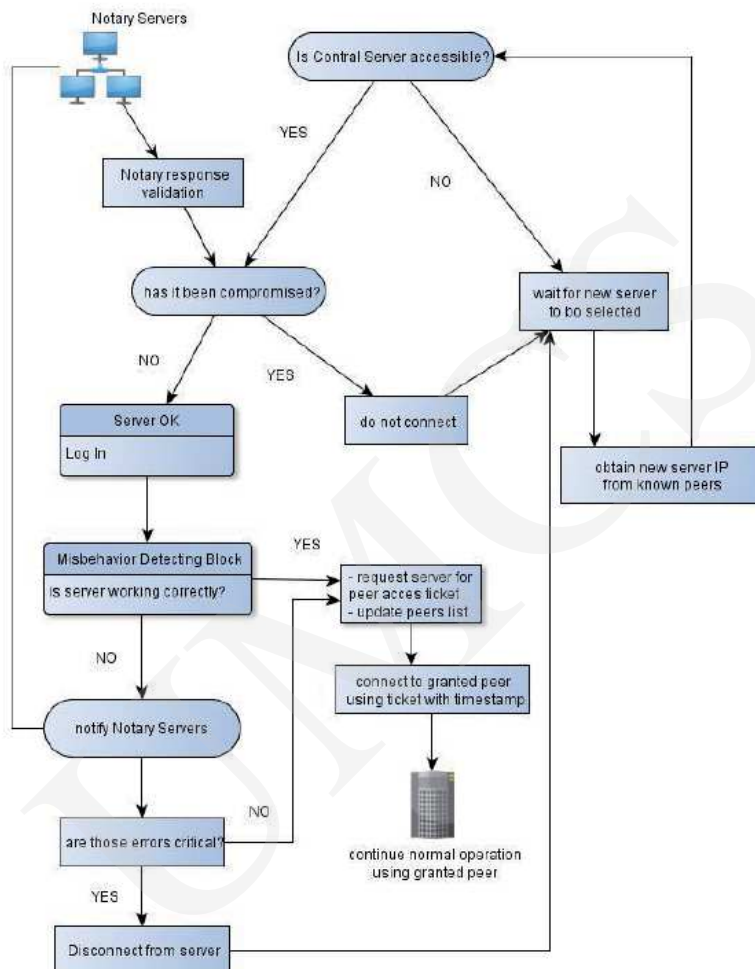 Notary Servers
Is Central Server accessible?
YES
NO
Notary response
validation
has it been compromised?
wait for new server
to bo selected
NO
YES
do not connect
Server OK
Log In
obtain new server IP
from known peers
Misbehavior Detecting Block
is server working correctly?
YES
- request server for
peer acces ticket
- update peers list
NO
connect to granted peer
using ticket with timestamp
notify Notary Servers
NO
are those errors critical?
continue normal operation
using granted peer
YES
Disconnect from server
UMCS